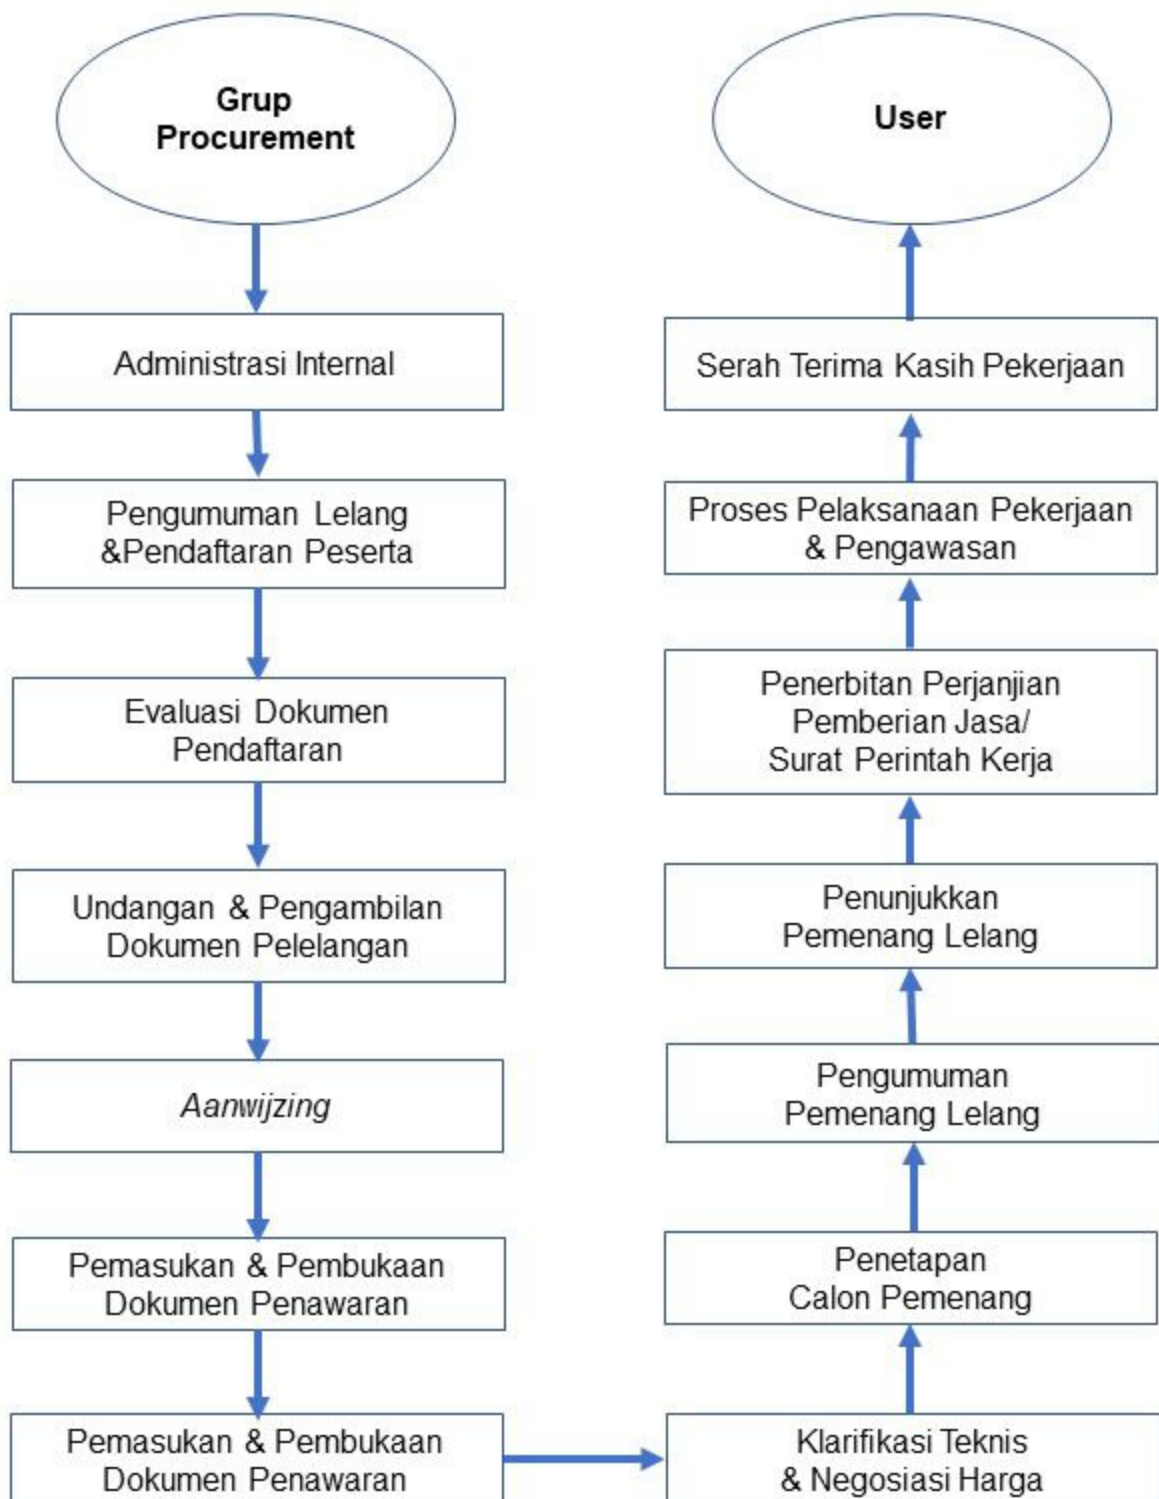 Grup
Procurement
Administrasi Internal
Pengumuman Lelang
&Pendaftaran Peserta
Evaluasi Dokumen
Pendaftaran
Undangan & Pengambilan
Dokumen Pelelangan
Aanwijzing
Pemasukan & Pembukaan
Dokumen Penawaran
Pemasukan & Pembukaan
Dokumen Penawaran
Klarifikasi Teknis
& Negosiasi Harga
Penetapan
Calon Pemenang
Pengumuman
Pemenang Lelang
Penunjukkan
Pemenang Lelang
Penerbitan Perjanjian
Pemberian Jasa/
Surat Perintah Kerja
Proses Pelaksanaan Pekerjaan
& Pengawasan
Serah Terima Kasih Pekerjaan
User